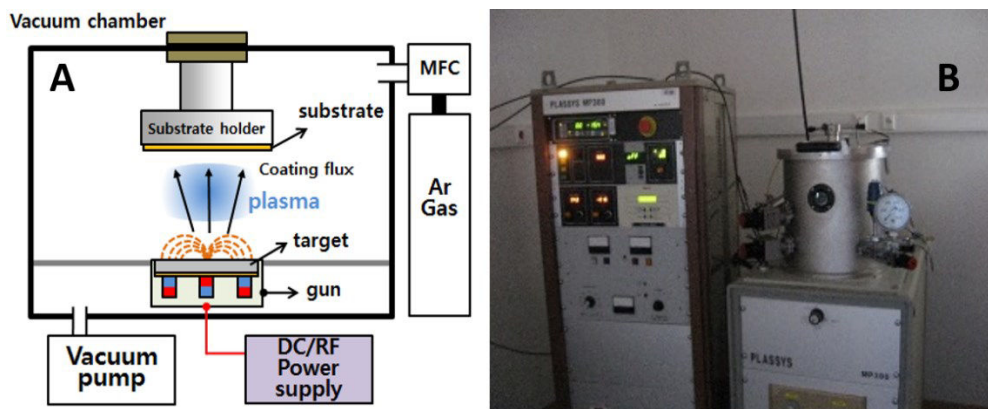 Vacuum chamber
A
MFC
substrate
Substrate holder
Coating flux
plasma
Ar
Gas
target
gun
Vacuum
pump
DC/RF
Power
supply
B
PLASSYS MP300
PLASSYS
MP300